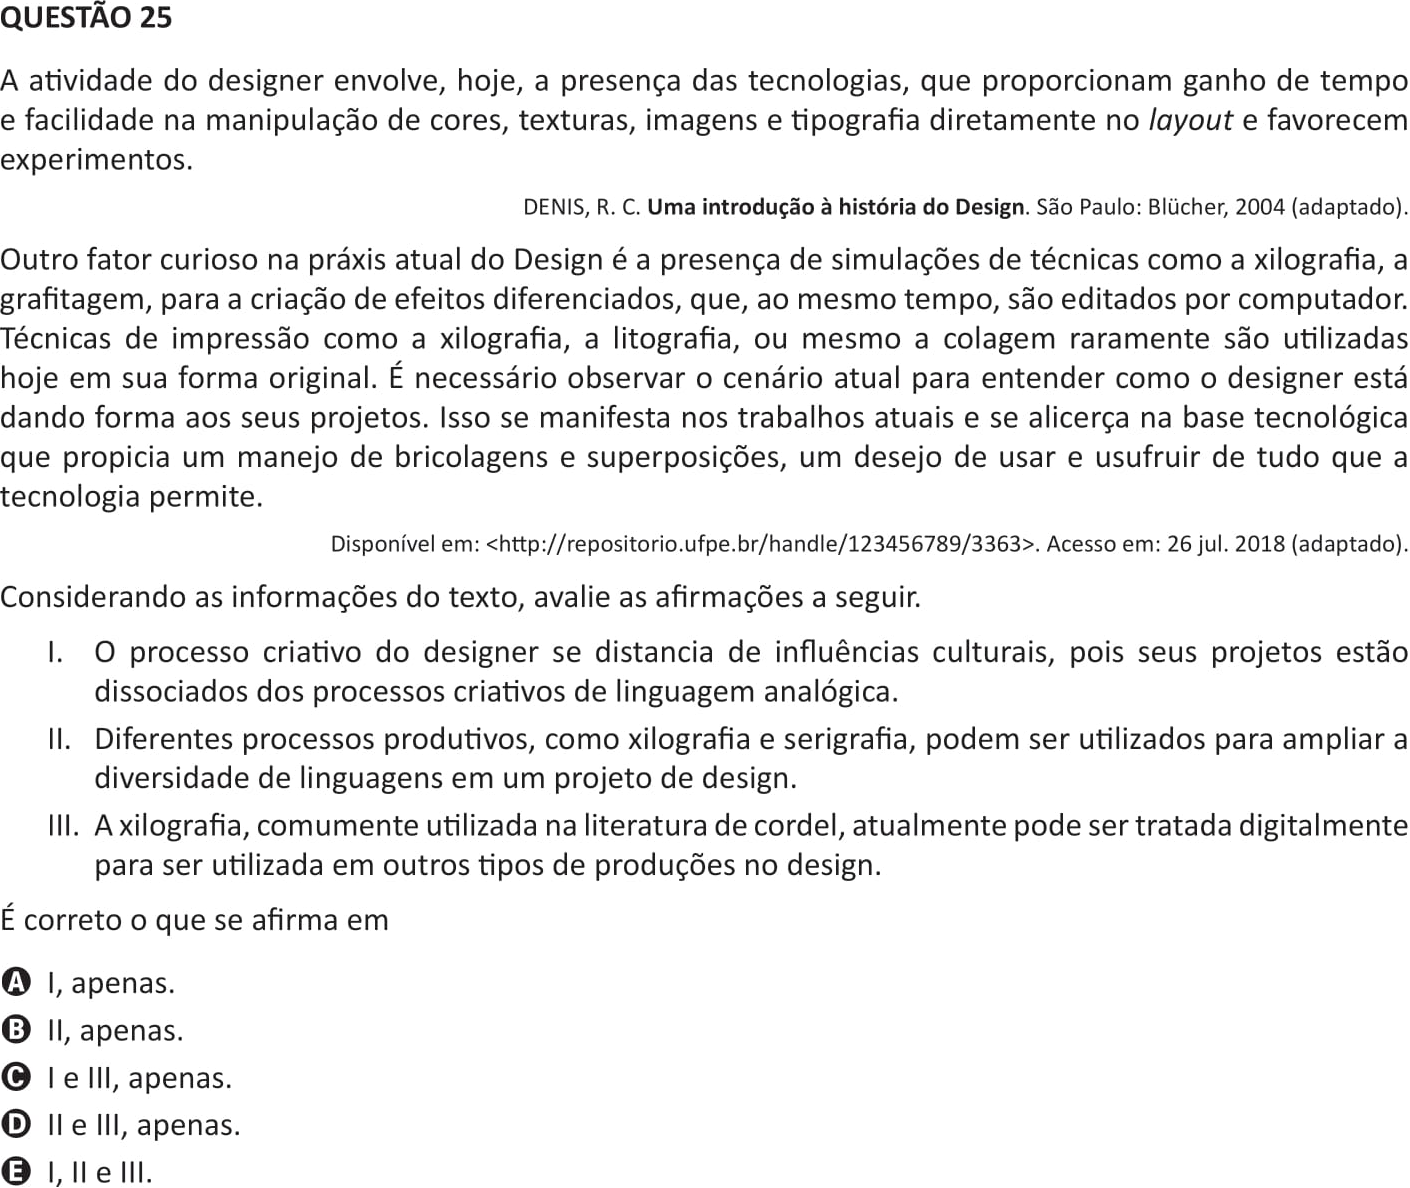 QUESTÃO 25
A atividade do designer envolve, hoje, a presença das tecnologias, que proporcionam ganho de tempo
e facilidade na manipulação de cores, texturas, imagens e tipografia diretamente no layout e favorecem
experimentos.
DENIS, R. C. Uma introdução à história do Design. São Paulo: Blücher, 2004 (adaptado).
Outro fator curioso na práxis atual do Design é a presença de simulações de técnicas como a xilografia, a
grafitagem, para a criação de efeitos diferenciados, que, ao mesmo tempo, são editados por computador.
Técnicas de impressão como a xilografia, a litografia, ou mesmo a colagem raramente são utilizadas
hoje em sua forma original. É necessário observar o cenário atual para entender como o designer está
dando forma aos seus projetos. Isso se manifesta nos trabalhos atuais e se alicerça na base tecnológica
que propicia um manejo de bricolagens e superposições, um desejo de usar e usufruir de tudo que a
tecnologia permite.
Disponível em: <http://repositorio.ufpe.br/handle/123456789/3363>. Acesso em: 26 jul. 2018 (adaptado).
Considerando as informações do texto, avalie as afirmações a seguir.
I. O processo criativo do designer se distancia de influências culturais, pois seus projetos estão
dissociados dos processos criativos de linguagem analógica.
II. Diferentes processos produtivos, como xilografia e serigrafia, podem ser utilizados para ampliar a
diversidade de linguagens em um projeto de design.
III. A xilografia, comumente utilizada na literatura de cordel, atualmente pode ser tratada digitalmente
para ser utilizada em outros tipos de produções no design.
É correto o que se afirma em
A I, apenas.
B II, apenas.
C I e III, apenas.
D II e III, apenas.
E I, II e III.